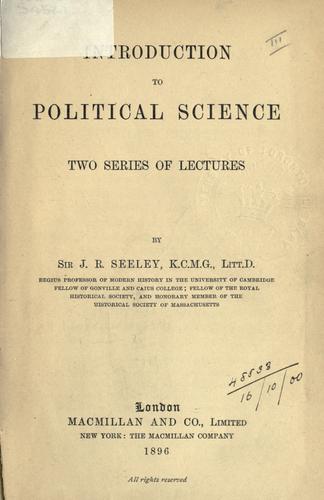 INTRODUCTION
TO
POLITICAL SCIENCE
TWO SERIES OF LECTURES
BY
SIR J. R. SEELEY, K.C.M.G., LITT.D.
REGIUS PROFESSOR OF MODERN HISTORY IN THE UNIVERSITY OF CAMBRIDGE
FELLOW OF GONVILLE AND CAIUS COLLEGE; FELLOW OF THE ROYAL
HISTORICAL SOCIETY, AND HONORARY MEMBER OF THE
HISTORICAL SOCIETY OF MASSACHUSETTS
48538
16/10/00
London
MACMILLAN AND CO., LIMITED
NEW YORK: THE MACMILLAN COMPANY
1896
All rights reserved